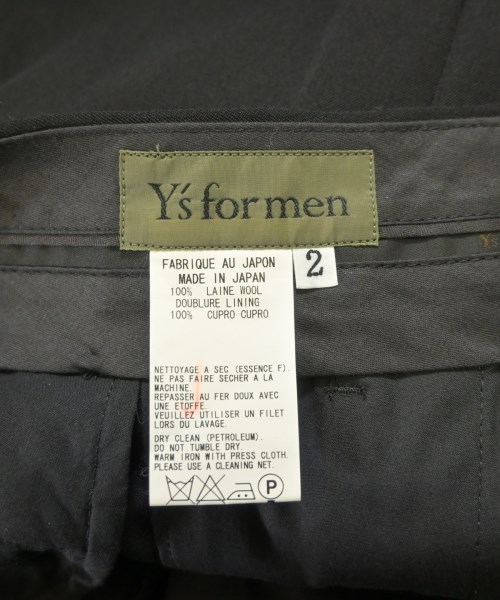 Y's for men
2
FABRIQUE AU JAPON
MADE IN JAPAN
100% LAINE WOOL
DOUBLURE LINING
100% CUPRO CUPRO
NETTOYAGE A SEC (ESSENCE F).
NE PAS FAIRE SECHER A LA
MACHINE.
REPASSER AU FER DOUX AVEC
UNE ETOFFE.
VEUILLEZ UTILISER UN FILET
LORS DU LAVAGE.
DRY CLEAN (PETROLEUM).
DO NOT TUMBLE DRY.
WARM IRON WITH PRESS CLOTH.
PLEASE USE A CLEANING NET.
P